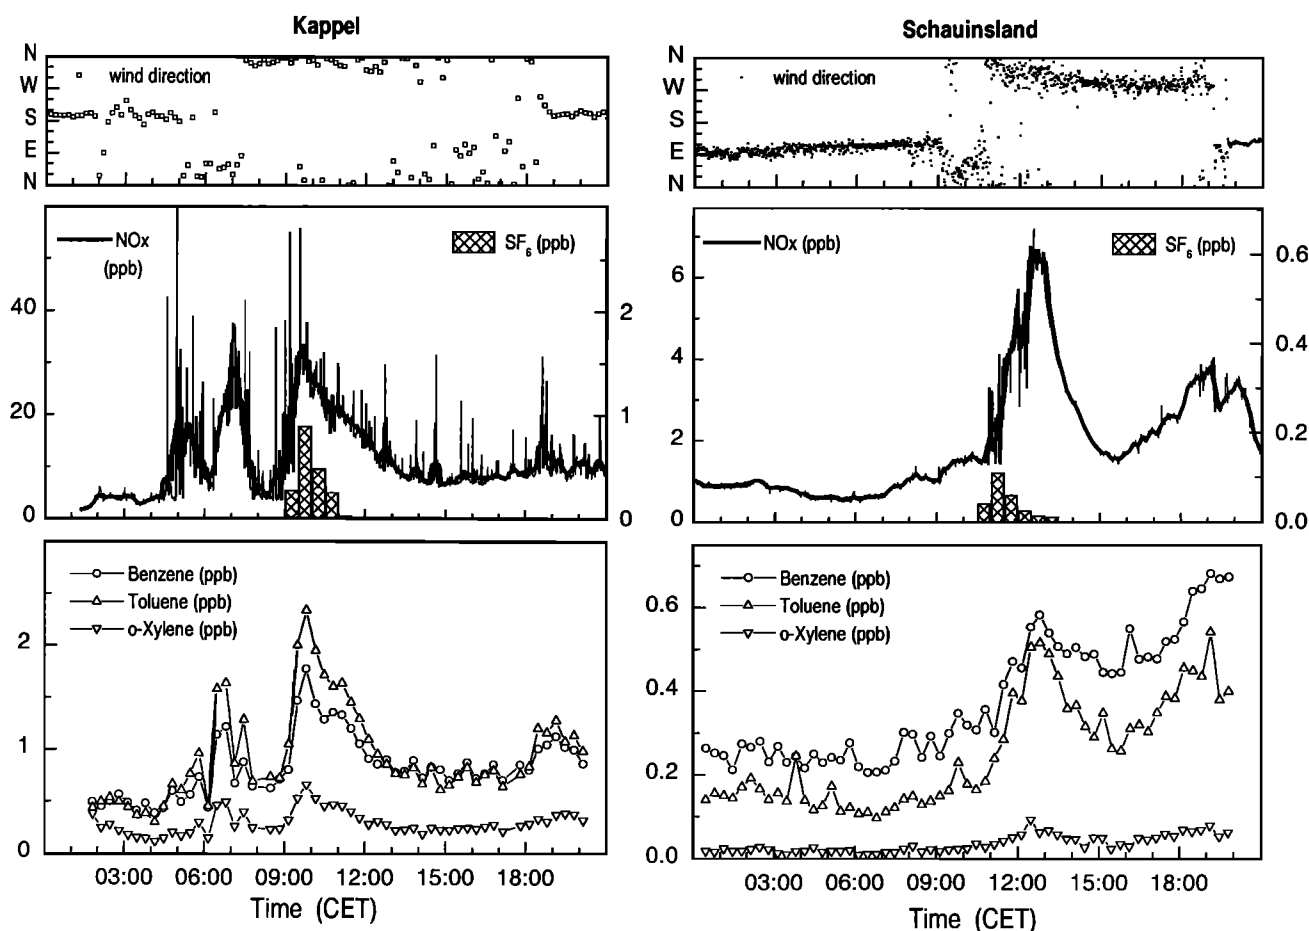 Kappel
N
W
S
E
N
wind direction
NOx
(ppb)
SF6 (ppb)
40
20
0
2
1
0
Benzene (ppb)
Toluene (ppb)
o-Xylene (ppb)
2
1
0
03:00 06:00 09:00 12:00 15:00 18:00
Time (CET)
Schauinsland
N
W
S
E
N
wind direction
NOx (ppb)
SF6 (ppb)
6
4
2
0
0.6
0.4
0.2
0.0
Benzene (ppb)
Toluene (ppb)
o-Xylene (ppb)
0.6
0.4
0.2
0.0
03:00 06:00 09:00 12:00 15:00 18:00
Time (CET)